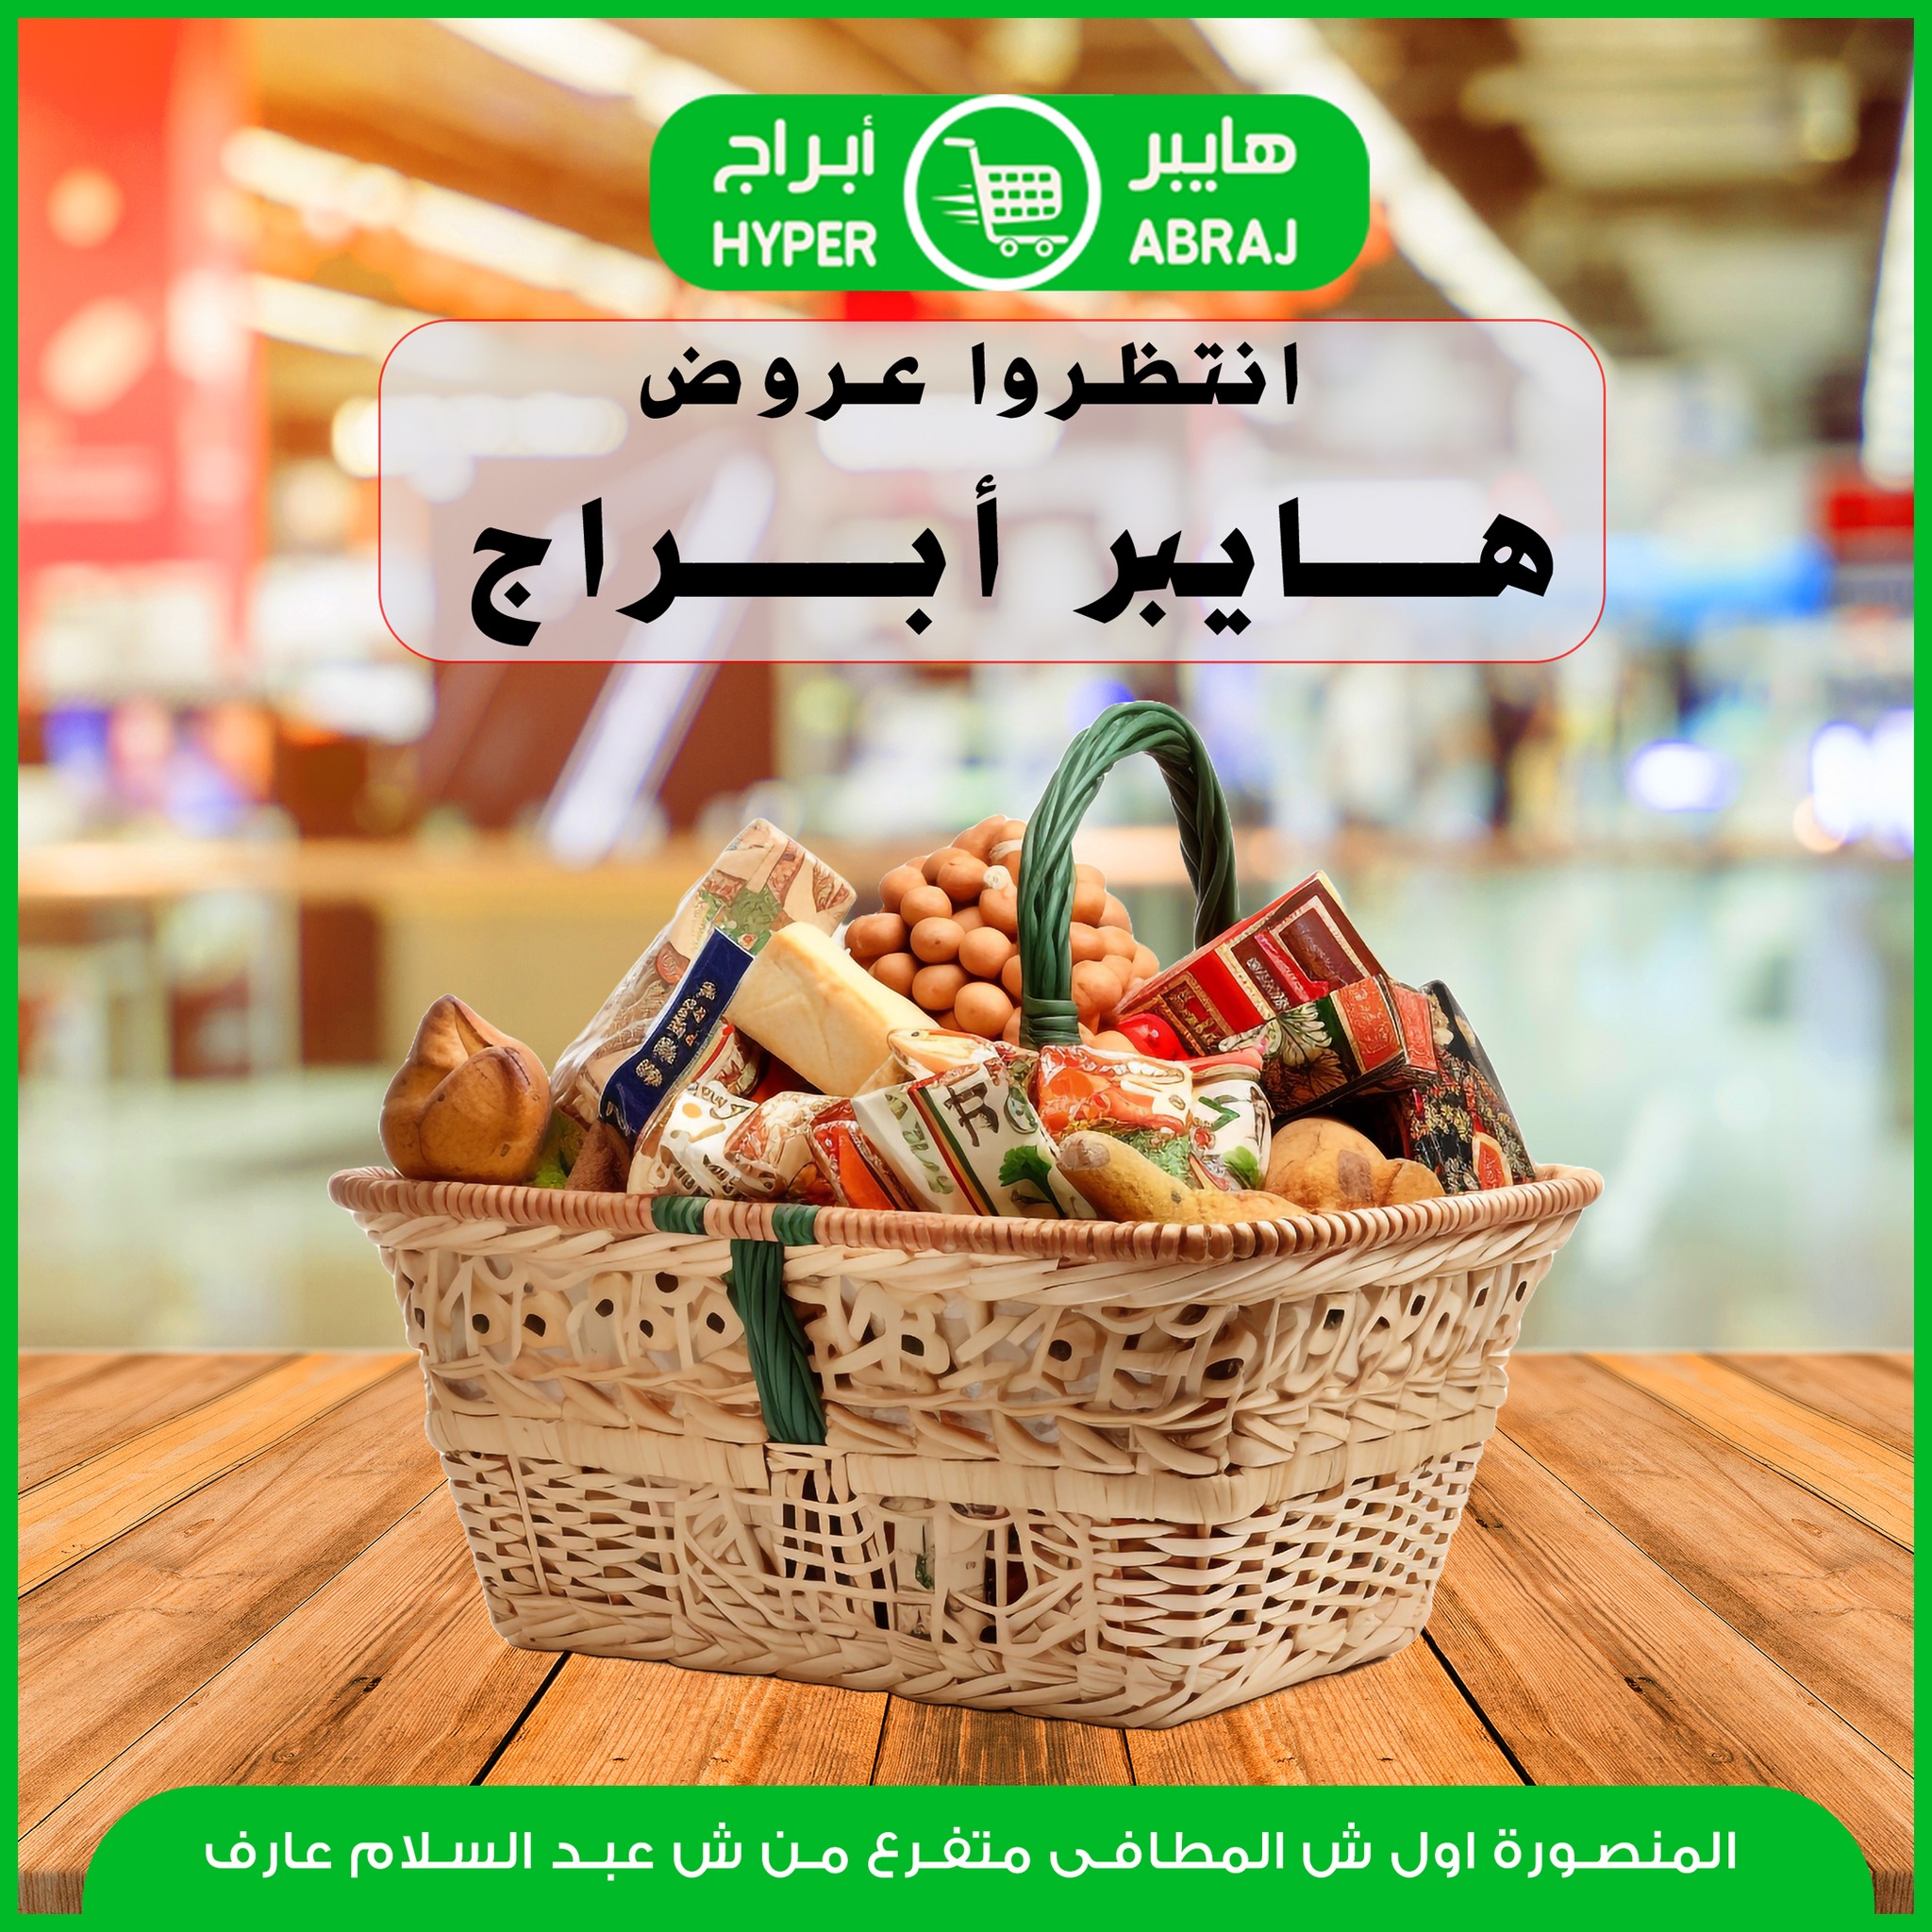 هايبر أبراج
HYPER ABRAJ
انتظروا عروض
هايبر أبراج
المنصورة اول ش المطافى متفرع من ش عبد السلام عارف